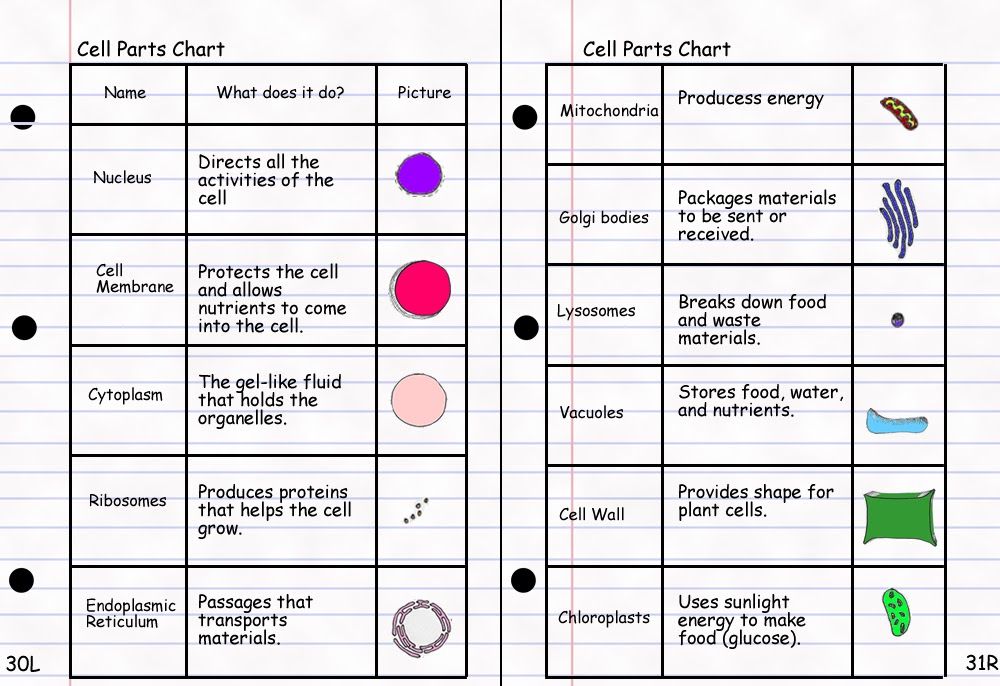 Cell Parts Chart
Name
What does it do?
Picture
Nucleus
Directs all the
activities of the
cell
Cell
Membrane
Protects the cell
and allows
nutrients to come
into the cell.
Cytoplasm
The gel-like fluid
that holds the
organelles.
Ribosomes
Produces proteins
that helps the cell
grow.
Endoplasmic
Reticulum
Passages that
transports
materials.
30L
Cell Parts Chart
Mitochondria
Producess energy
Golgi bodies
Packages materials
to be sent or
received.
Lysosomes
Breaks down food
and waste
materials.
Vacuoles
Stores food, water,
and nutrients.
Cell Wall
Provides shape for
plant cells.
Chloroplasts
Uses sunlight
energy to make
food (glucose).
31R